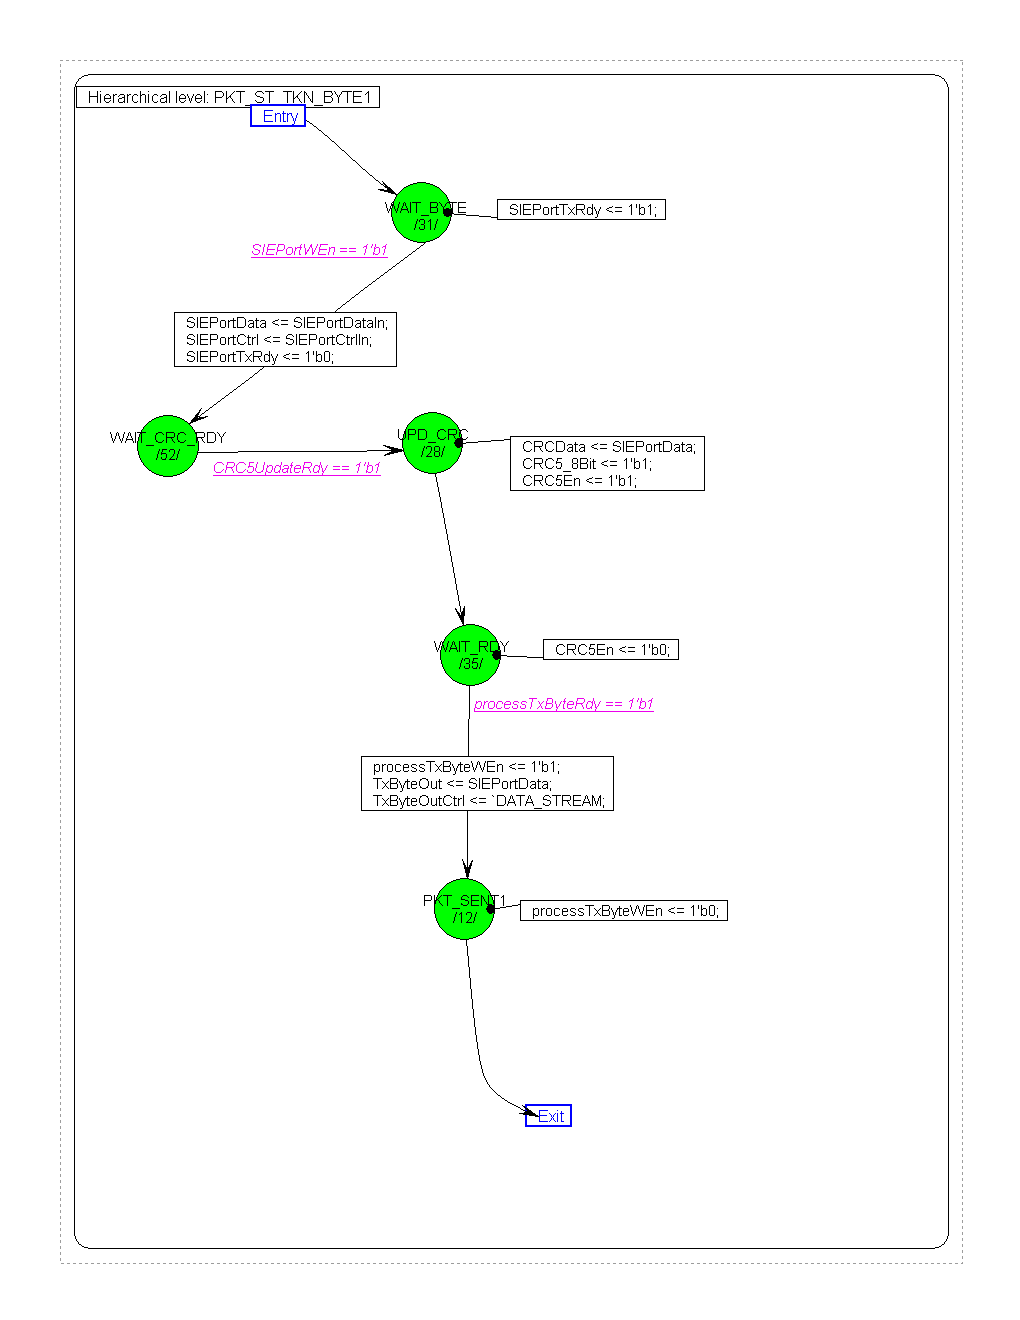 Hierarchical level: PKT_ST_TKN_BYTE1
Entry
WAIT_BYTE
/31/
SIEPortTxRdy <= 1'b1;
SIEPortWEn == 1'b1
SIEPortData <= SIEPortDataIn;
SIEPortCtrl <= SIEPortCtrlIn;
SIEPortTxRdy <= 1'b0;
WAIT_CRC_RDY
/52/
CRC5UpdateRdy == 1'b1
UPD_CRC
/28/
CRCData <= SIEPortData;
CRC5_8Bit <= 1'b1;
CRC5En <= 1'b1;
WAIT_RDY
/35/
CRC5En <= 1'b0;
processTxByteRdy == 1'b1
processTxByteWEn <= 1'b1;
TxByteOut <= SIEPortData;
TxByteOutCtrl <= `DATA_STREAM;
PKT_SENT1
/12/
processTxByteWEn <= 1'b0;
Exit